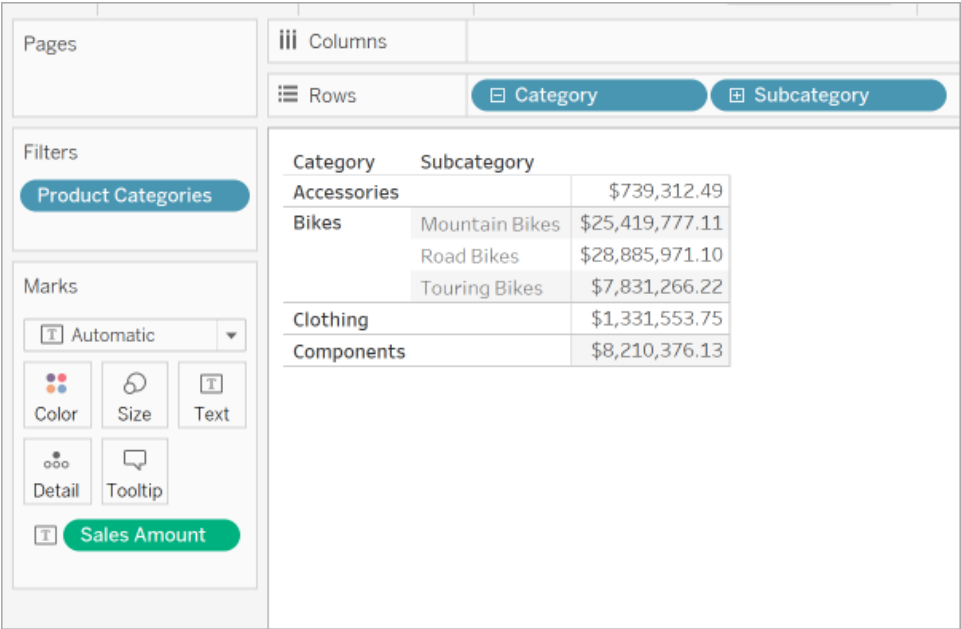 Pages
Columns
Rows
Category
Subcategory
Filters
Product Categories
Marks
T Automatic
Color
Size
T
Text
Detail
Tooltip
T Sales Amount
Category Subcategory
Accessories $739,312.49
Bikes Mountain Bikes $25,419,777.11
Road Bikes $28,885,971.10
Touring Bikes $7,831,266.22
Clothing $1,331,553.75
Components $8,210,376.13